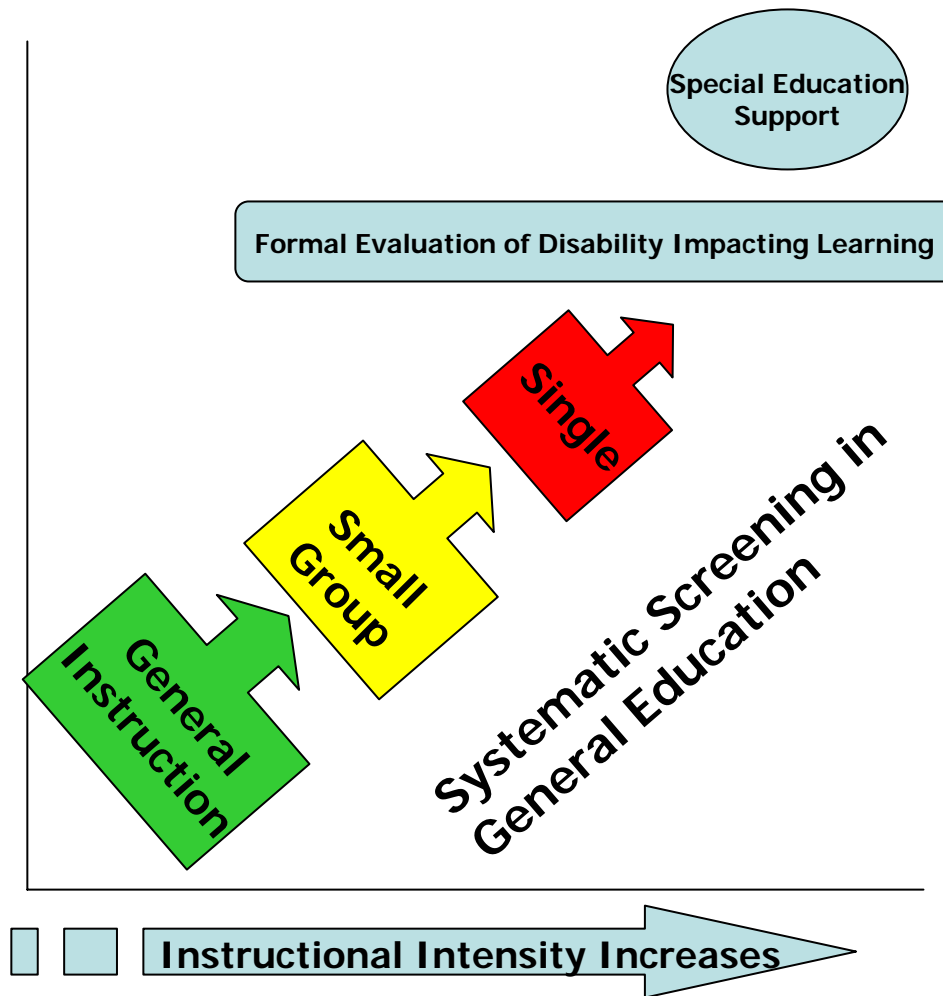 Special Education
Support
Formal Evaluation of Disability Impacting Learning
Single
Small
Group
General
Instruction
Systematic Screening in
General Education
Instructional Intensity Increases